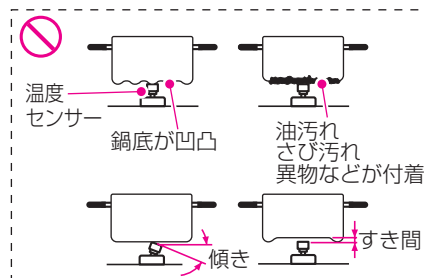 温度
センサー
鍋底が凹凸
油汚れ
さび汚れ
異物などが付着
傾き
すき間